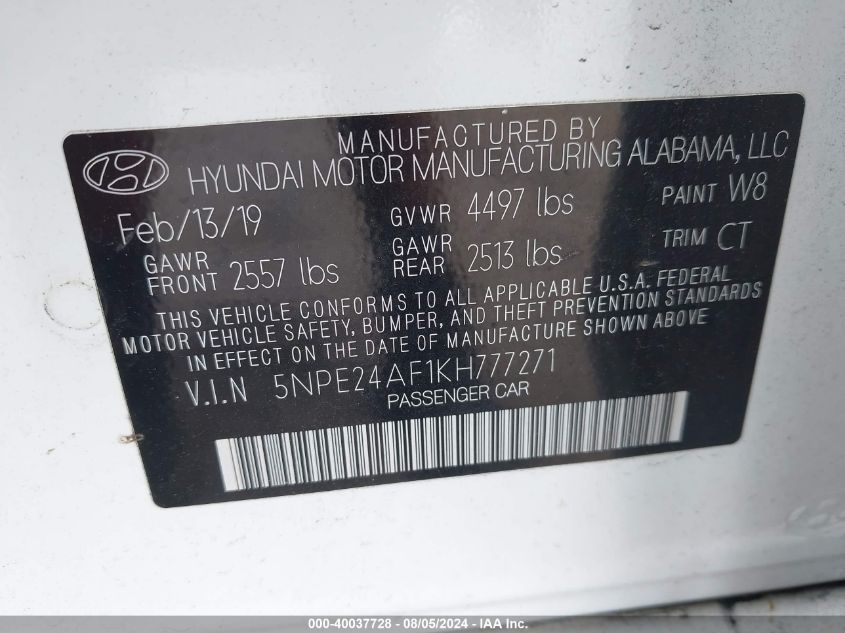 MANUFACTURED BY
HYUNDAI MOTOR MANUFACTURING ALABAMA, LLC
Feb/13/19 GVWR 4497 lbs PAINT W8
GAWR FRONT 2557 lbs GAWR REAR 2513 lbs TRIM CT
THIS VEHICLE CONFORMS TO ALL APPLICABLE U.S.A. FEDERAL
MOTOR VEHICLE SAFETY, BUMPER, AND THEFT PREVENTION STANDARDS
IN EFFECT ON THE DATE OF MANUFACTURE SHOWN ABOVE
V.I.N 5NPE24AF1KH777271
PASSENGER CAR
000-40037728 - 08/05/2024 - IAA Inc.